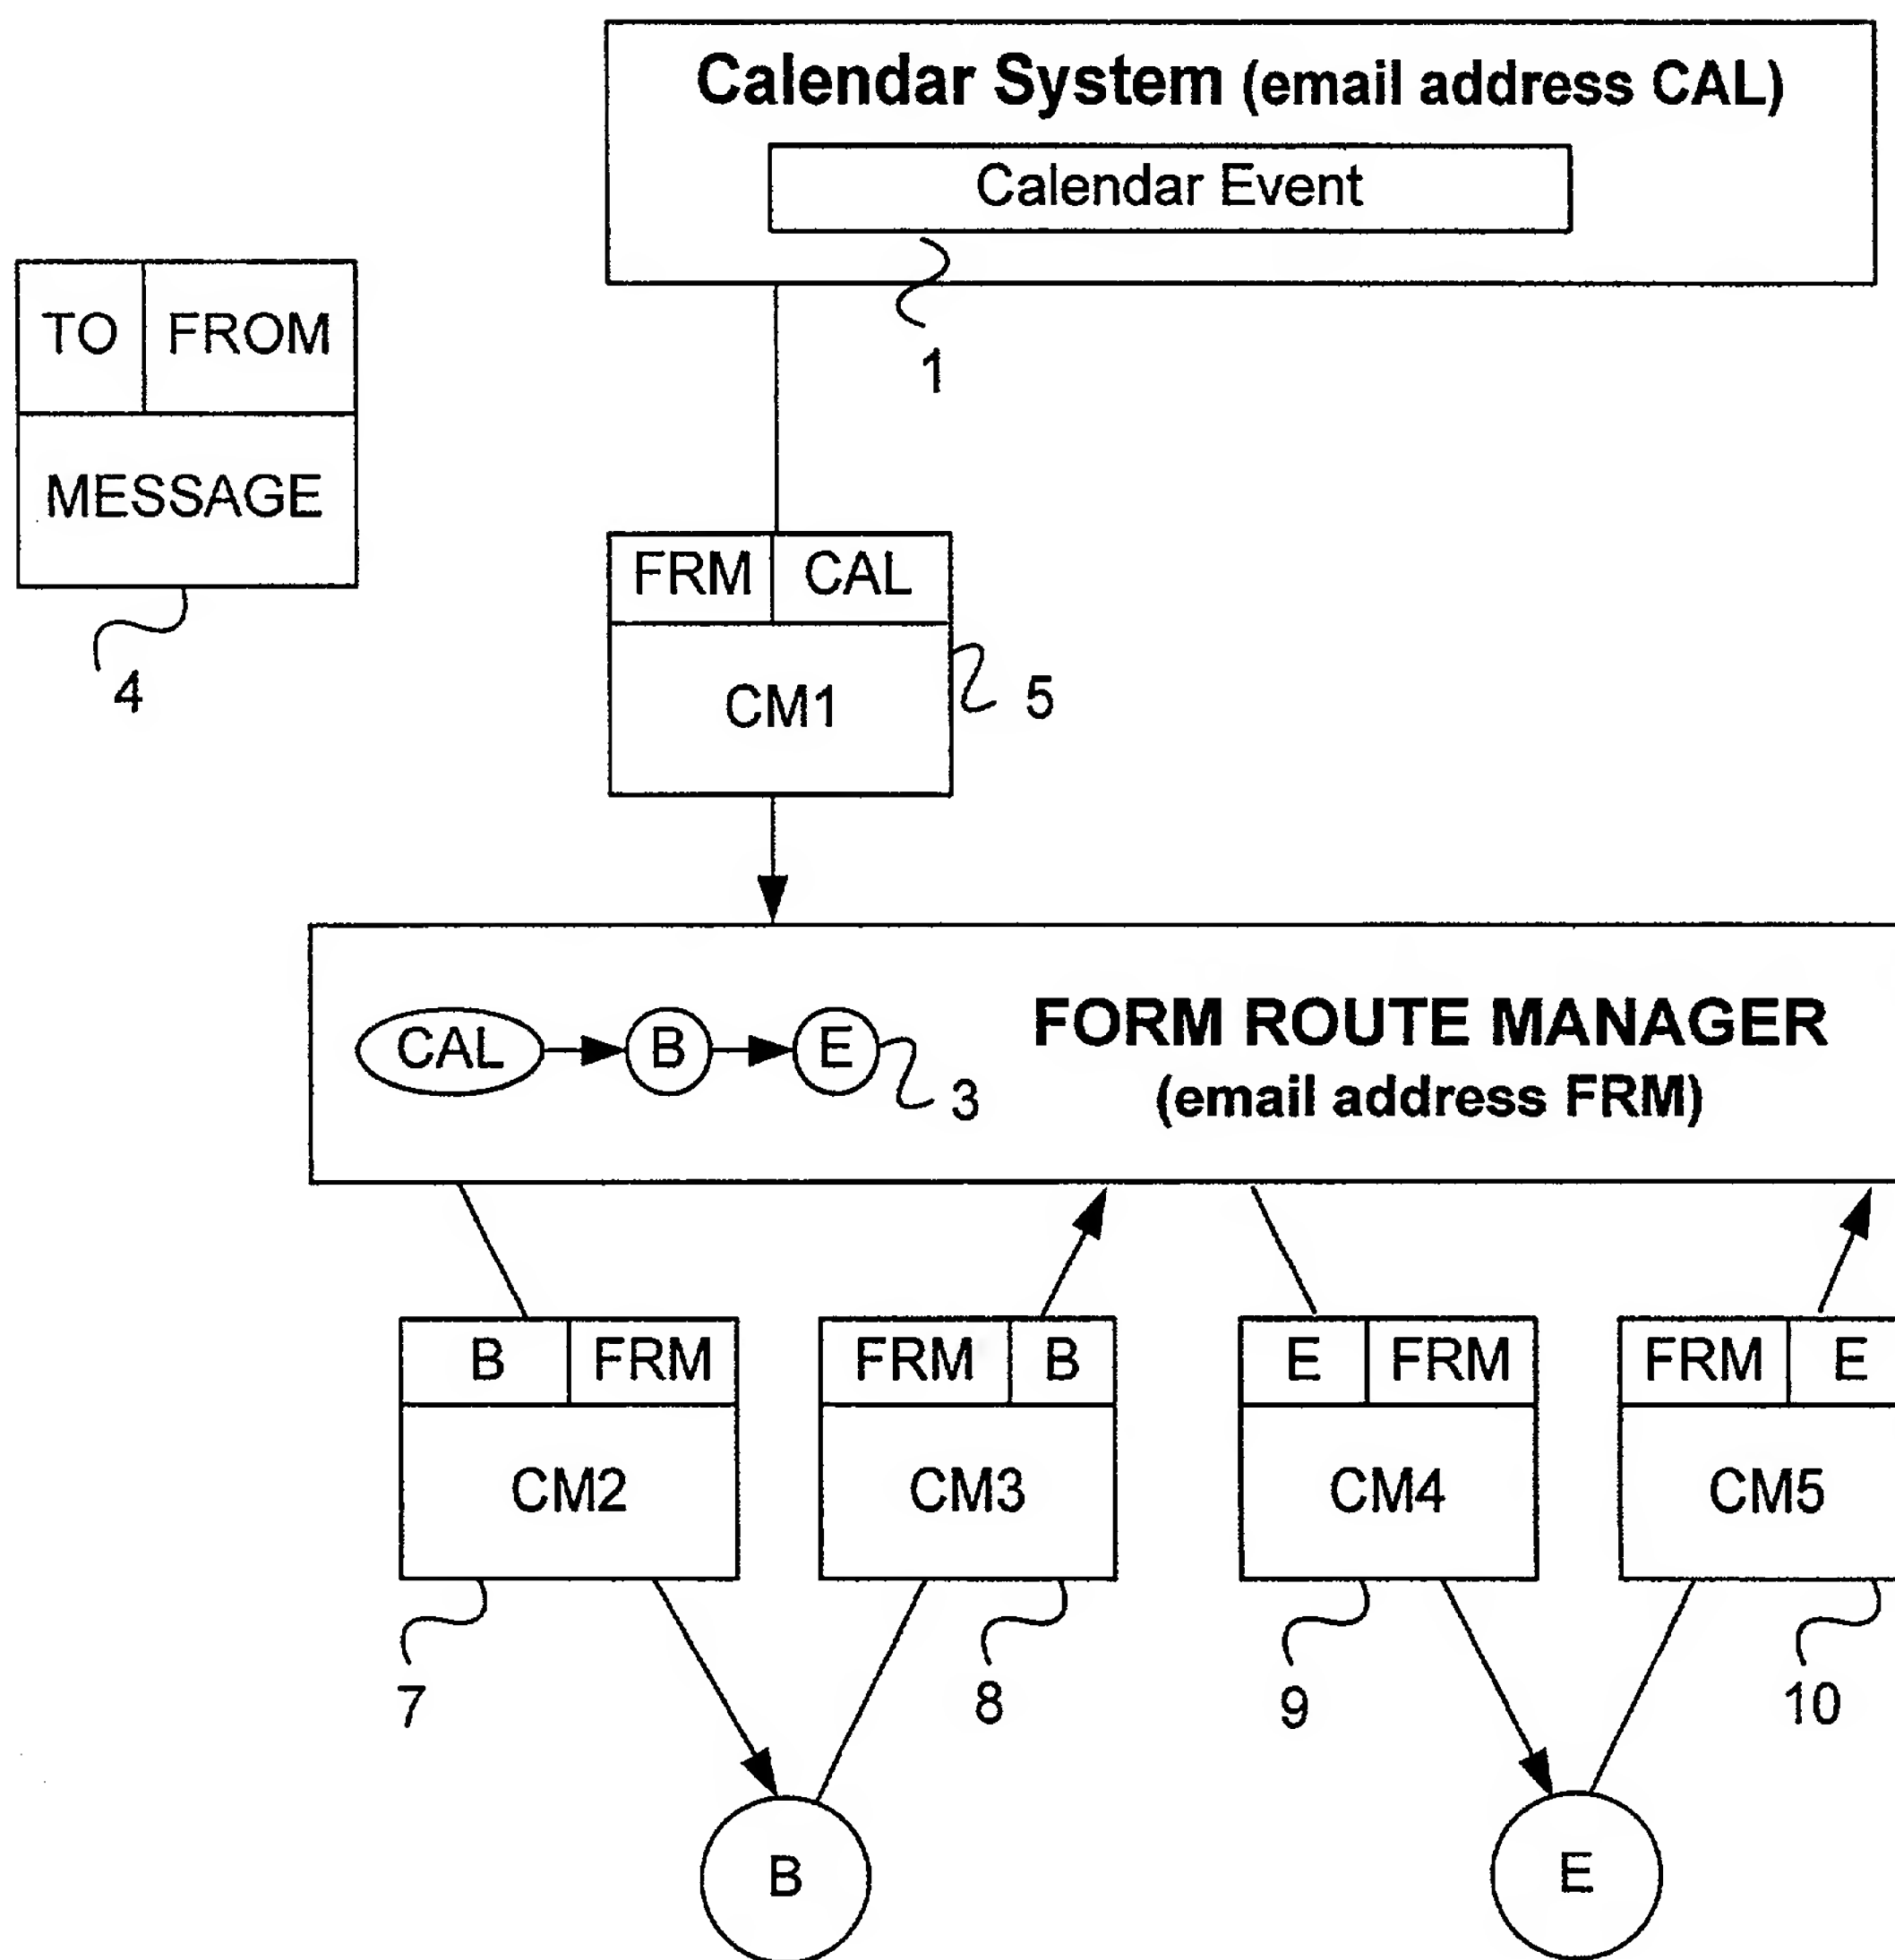 Calendar System (email address CAL)
Calendar Event
1
TO FROM
MESSAGE
4
FRM CAL
CM1
5
CAL B E
3
FORM ROUTE MANAGER
(email address FRM)
B FRM
CM2
7
FRM B
CM3
8
E FRM
CM4
9
FRM E
CM5
10
B
E